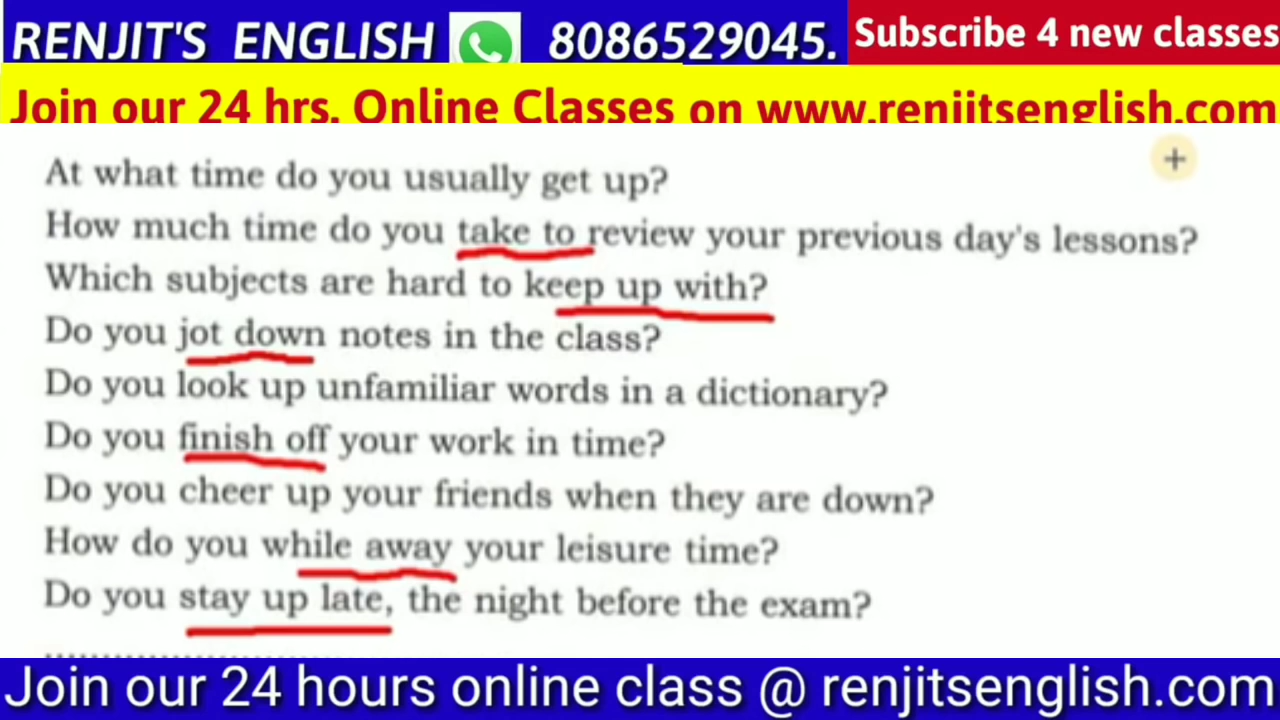 RENJIT'S ENGLISH 8086529045.
Subscribe 4 new classes
Join our 24 hrs. Online Classes on www.renjitsenglish.com
At what time do you usually get up?
How much time do you take to review your previous day's lessons?
Which subjects are hard to keep up with?
Do you jot down notes in the class?
Do you look up unfamiliar words in a dictionary?
Do you finish off your work in time?
Do you cheer up your friends when they are down?
How do you while away your leisure time?
Do you stay up late, the night before the exam?
Join our 24 hours online class @ renjitsenglish.com